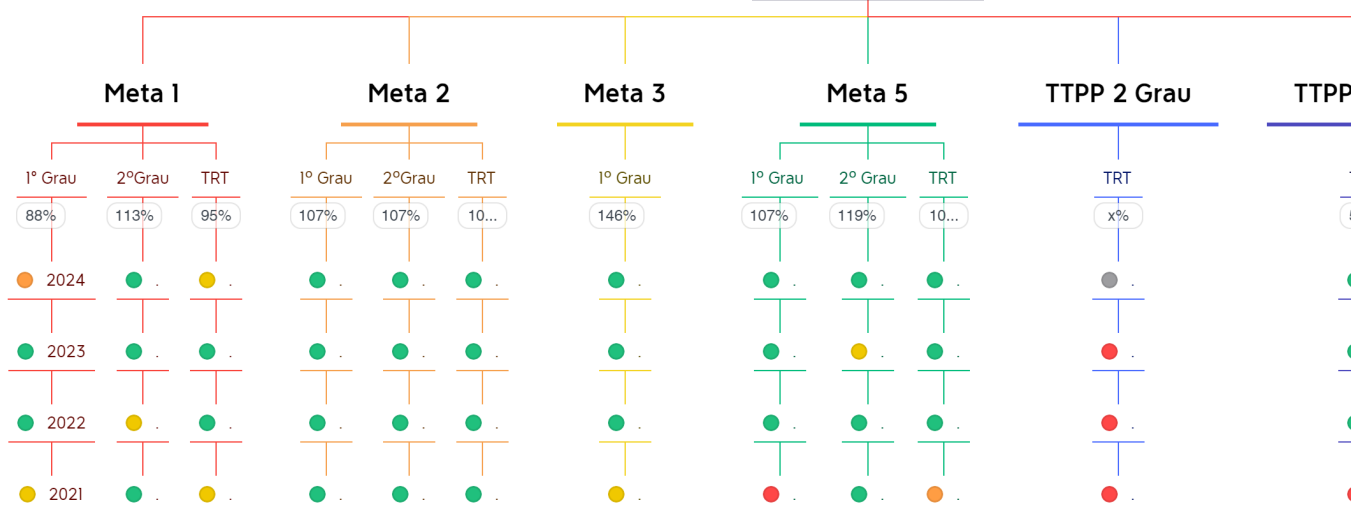 Meta 1
Meta 2
Meta 3
Meta 5
TTPP 2 Grau
TTPP
1° Grau
2ºGrau
TRT
1º Grau
2ºGrau
TRT
1º Grau
1º Grau
2º Grau
TRT
TRT
88%
113%
95%
107%
107%
10...
146%
107%
119%
10...
x%
2024 . . . . . . . . . .
2023 . . . . . . . . . .
2022 . . . . . . . . . .
2021 . . . . . . . . . .